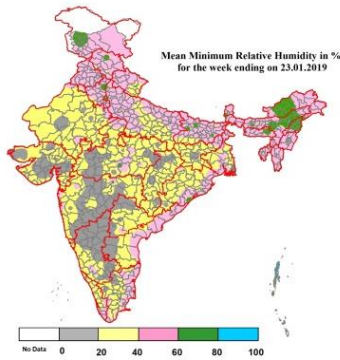 Mean Minimum Relative Humidity in %
for the week ending on 23.01.2019
No Data 0 20 40 60 80 100